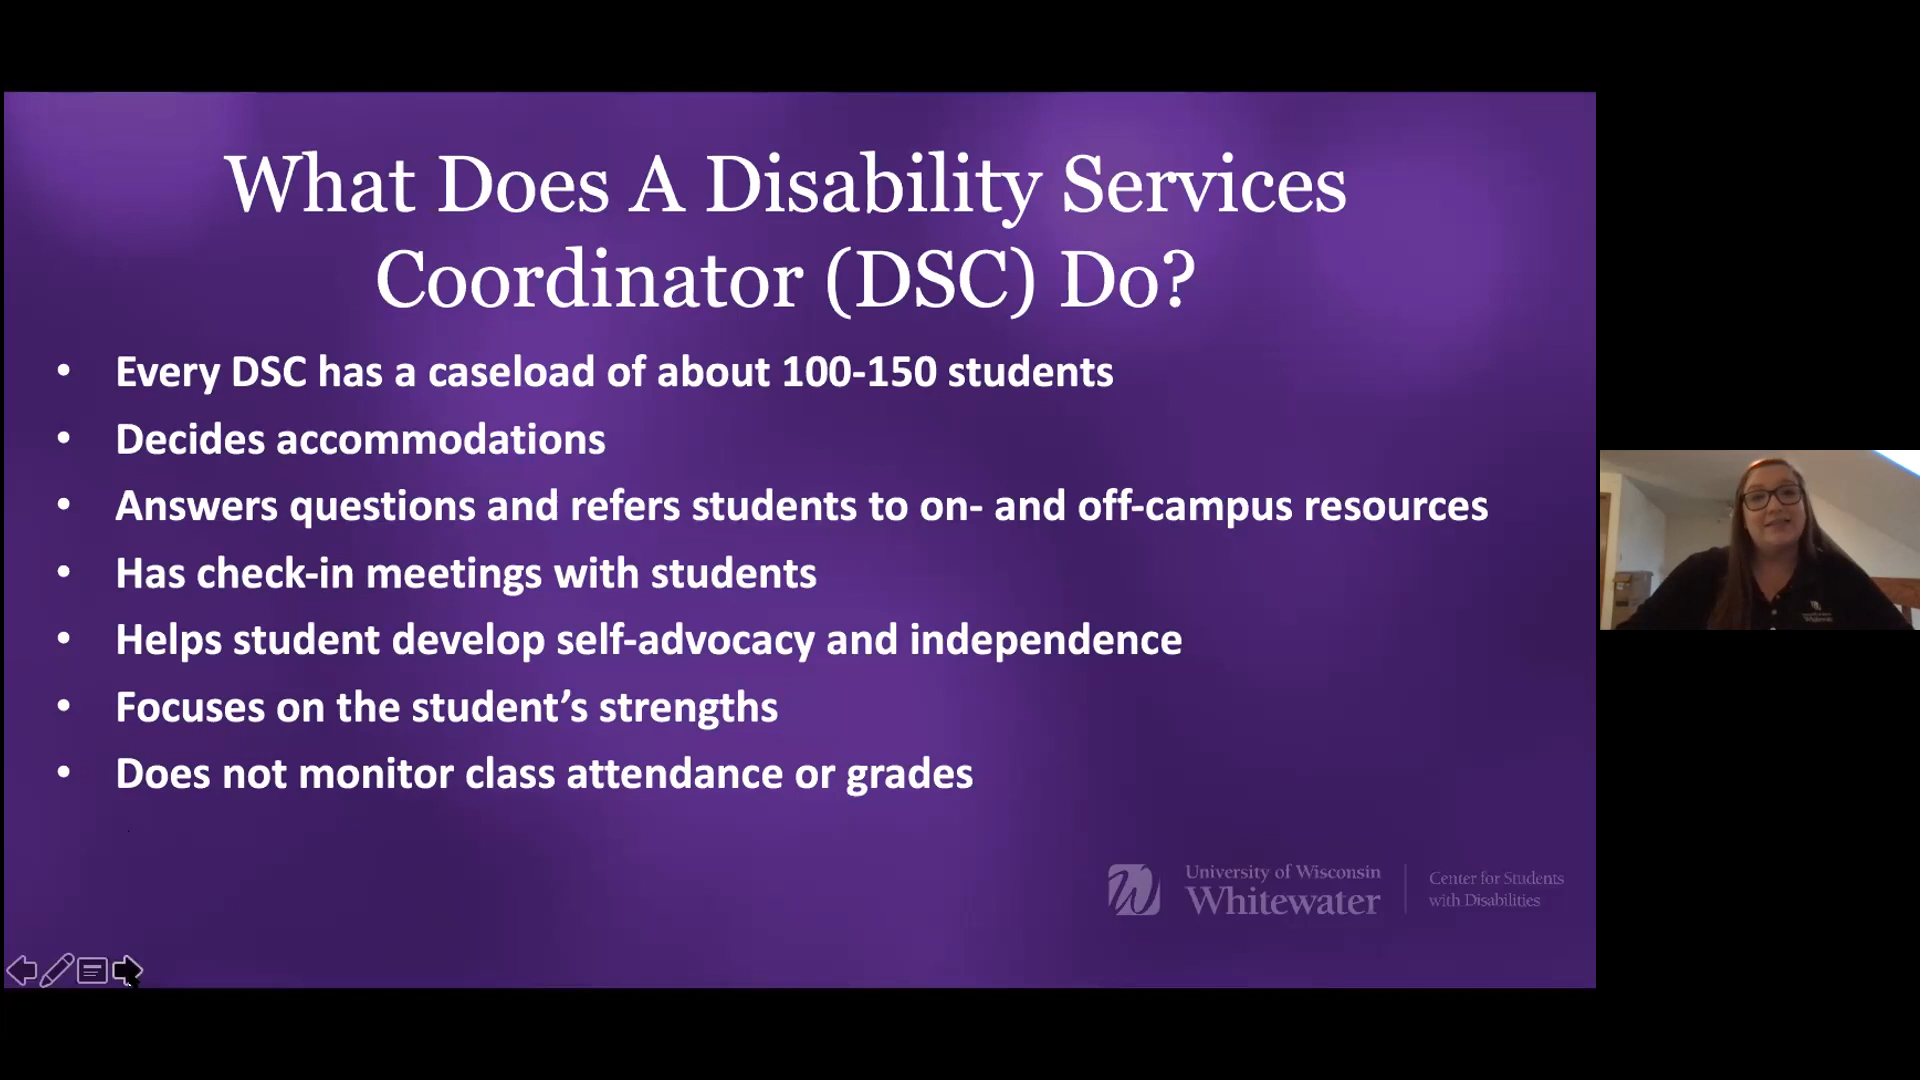 What Does A Disability Services
Coordinator (DSC) Do?
• Every DSC has a caseload of about 100-150 students
• Decides accommodations
• Answers questions and refers students to on- and off-campus resources
• Has check-in meetings with students
• Helps student develop self-advocacy and independence
• Focuses on the student’s strengths
• Does not monitor class attendance or grades
University of Wisconsin
Whitewater
Center for Students
with Disabilities